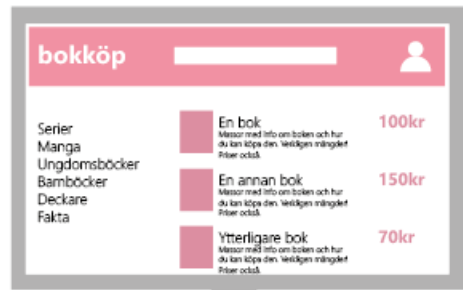 bokköp
Serier
Manga
Ungdomsböcker
Barnböcker
Deckare
Fakta
En bok
100kr
Massor med info om boken och hur
du kan köpa den. Verkligen mängder!
Priser också.
En annan bok
150kr
Massor med info om boken och hur
du kan köpa den. Verkligen mängder!
Priser också.
Ytterligare bok
70kr
Massor med info om boken och hur
du kan köpa den. Verkligen mängder!
Priser också.